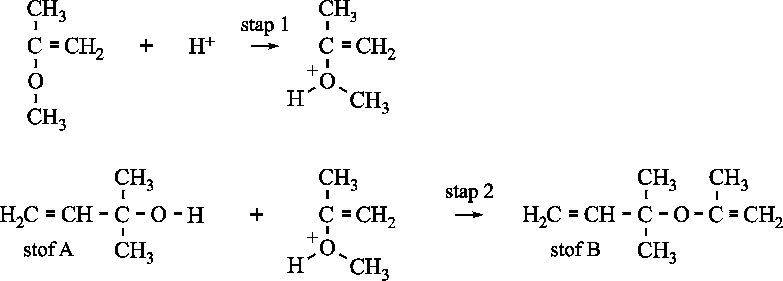 CH₃ stap 1 CH₃
C = CH₂ + H⁺ → C = CH₂
O +O
CH₃ H CH₃
CH₃ CH₃ CH₃ CH₃
H₂C = CH - C - O - H + C = CH₂ stap 2 → H₂C = CH - C - O - C = CH₂
stof A CH₃ +O stof B CH₃
H CH₃